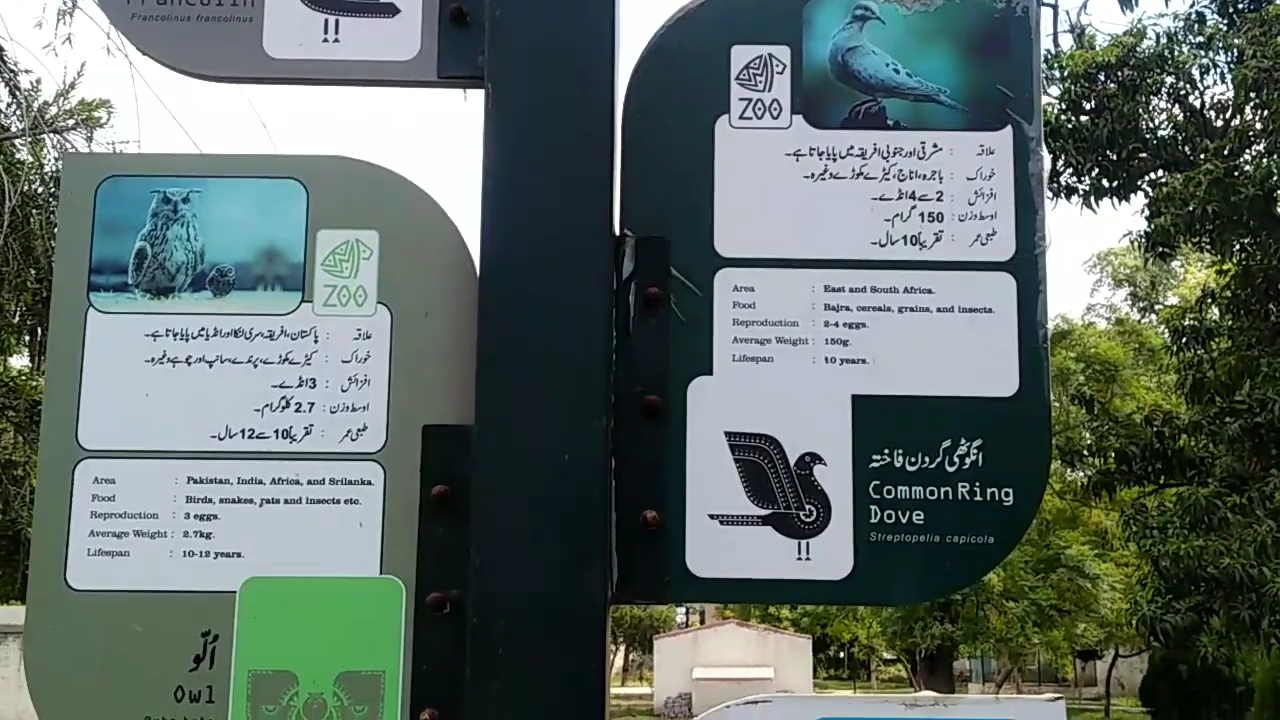 Francolin
Francolinus francolinus
ZOO
علاقہ : پاکستان، افریقہ، سری لنکا اور انڈیا میں پایا جاتا ہے۔
خوراک : کیڑے مکوڑے، پرندے، سانپ اور چوہے وغیرہ۔
افزائش : 3 انڈے۔
اوسط وزن : 2.7 کلوگرام۔
طبعی عمر : تقریباً 10 سے 12 سال۔
Area : Pakistan, India, Africa, and Srilanka.
Food : Birds, snakes, rats and insects etc.
Reproduction : 3 eggs.
Average Weight : 2.7kg.
Lifespan : 10-12 years.
اُلّو
Owl
ZOO
علاقہ : مشرقی اور جنوبی افریقہ میں پایا جاتا ہے۔
خوراک : باجرہ، اناج، کیڑے مکوڑے وغیرہ۔
افزائش : 2 سے 4 انڈے۔
اوسط وزن : 150 گرام۔
طبعی عمر : تقریباً 10 سال۔
Area : East and South Africa.
Food : Bajra, cereals, grains, and insects.
Reproduction : 2-4 eggs.
Average Weight : 150g.
Lifespan : 10 years.
انگوٹھی گردن فاختہ
Common Ring
Dove
Streptopelia capicola